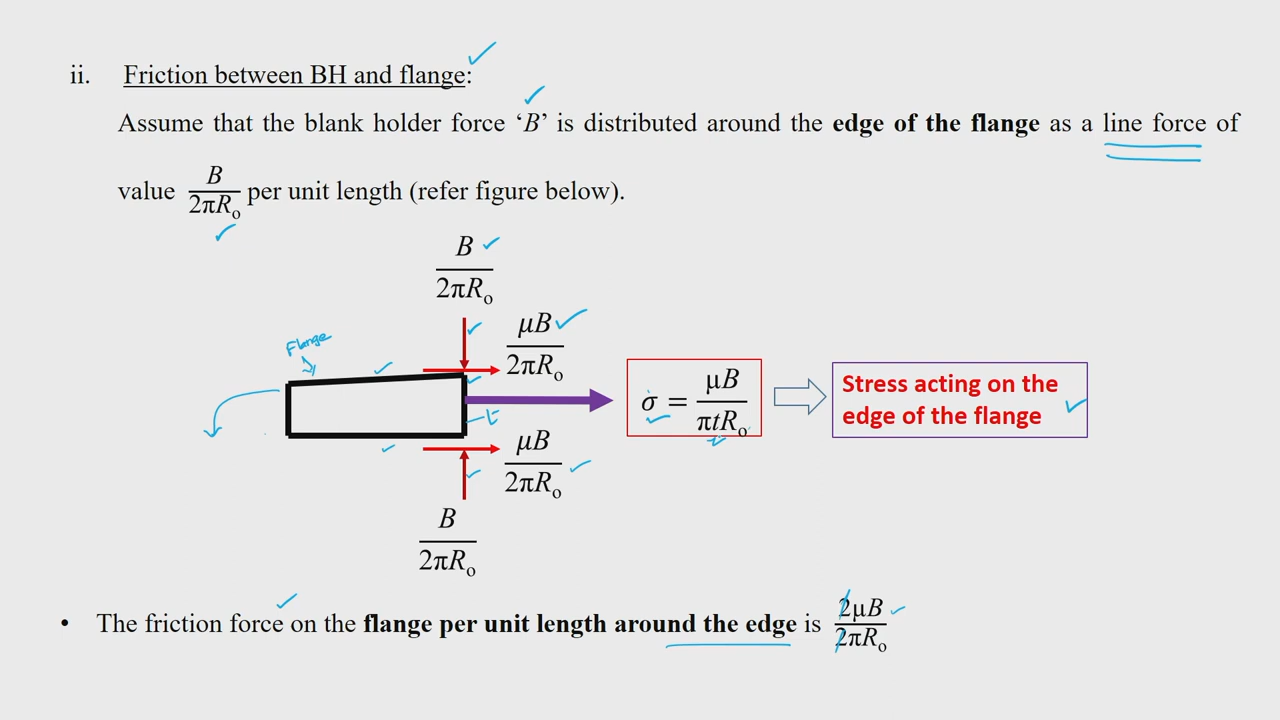 ii. Friction between BH and flange:
Assume that the blank holder force ‘B’ is distributed around the edge of the flange as a line force of
value B/2πRₒ per unit length (refer figure below).
B/2πRₒ
μB/2πRₒ
Flange
σ = μB/πtRₒ
Stress acting on the
edge of the flange
t
μB/2πRₒ
B/2πRₒ
• The friction force on the flange per unit length around the edge is 2μB/2πRₒ